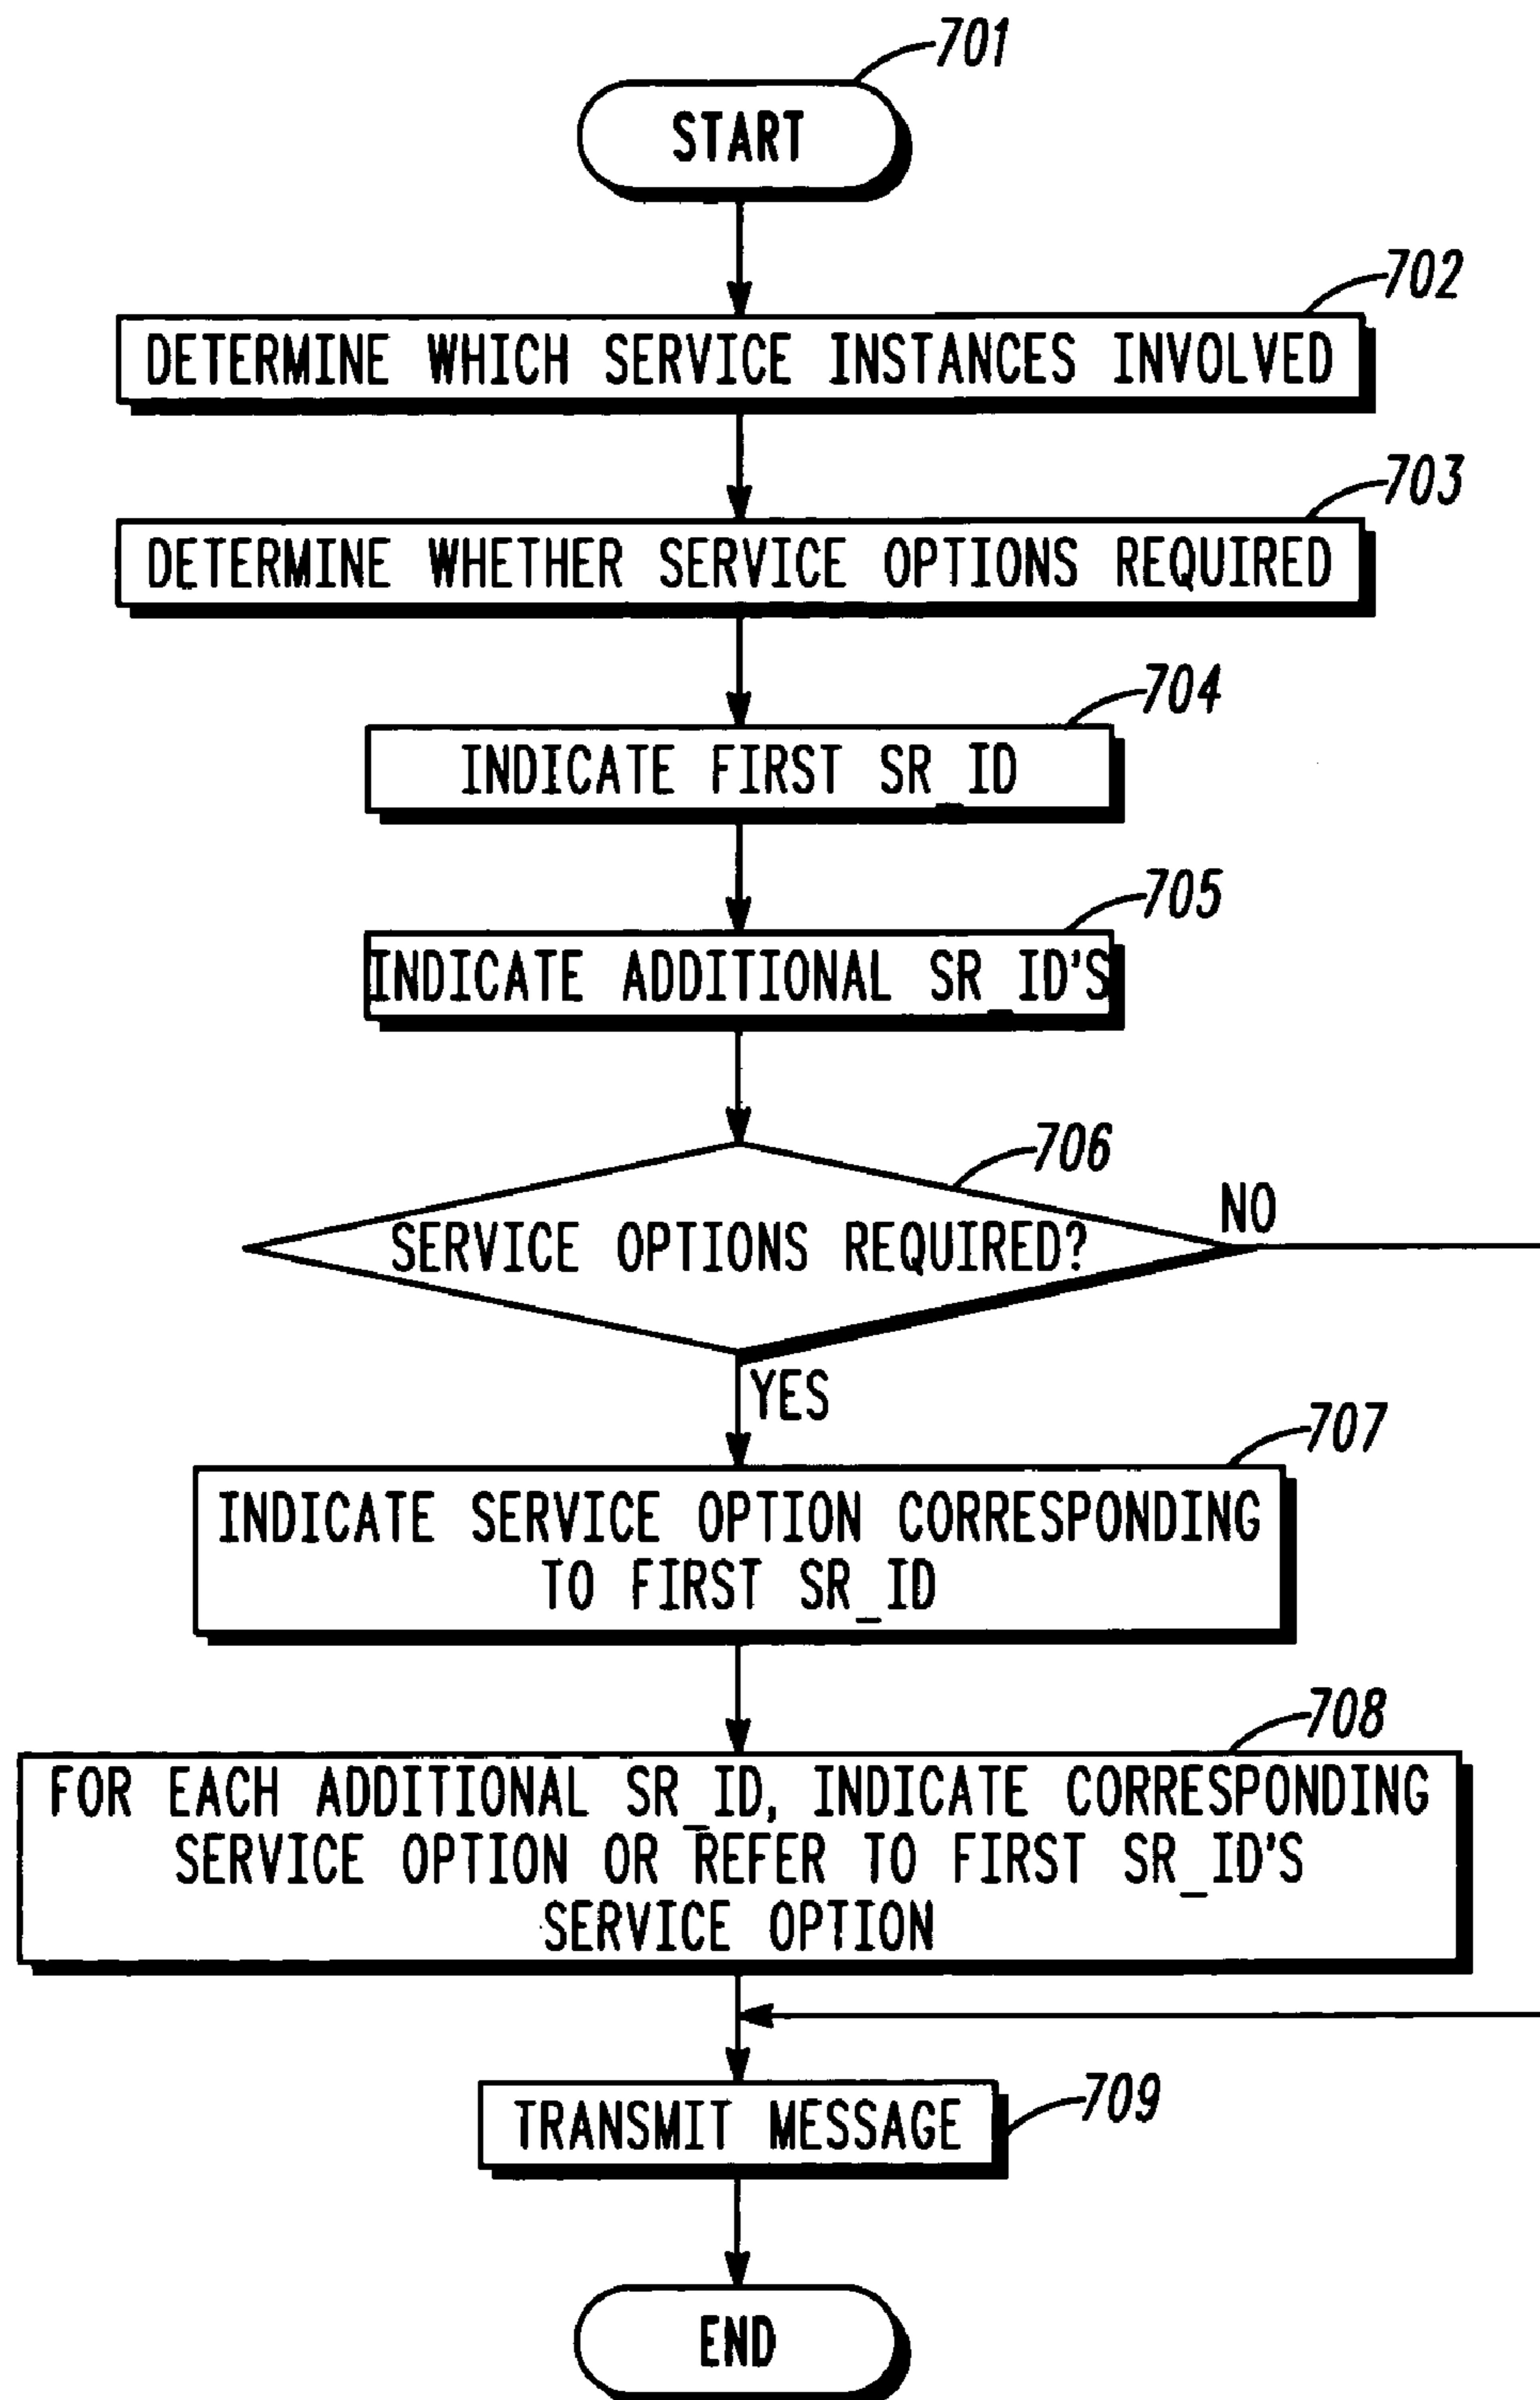 701
START
702
DETERMINE WHICH SERVICE INSTANCES INVOLVED
703
DETERMINE WHETHER SERVICE OPTIONS REQUIRED
704
INDICATE FIRST SR_ID
705
INDICATE ADDITIONAL SR_ID'S
706
SERVICE OPTIONS REQUIRED?
NO
YES
707
INDICATE SERVICE OPTION CORRESPONDING
TO FIRST SR_ID
708
FOR EACH ADDITIONAL SR_ID, INDICATE CORRESPONDING
SERVICE OPTION OR REFER TO FIRST SR_ID'S
SERVICE OPTION
709
TRANSMIT MESSAGE
END